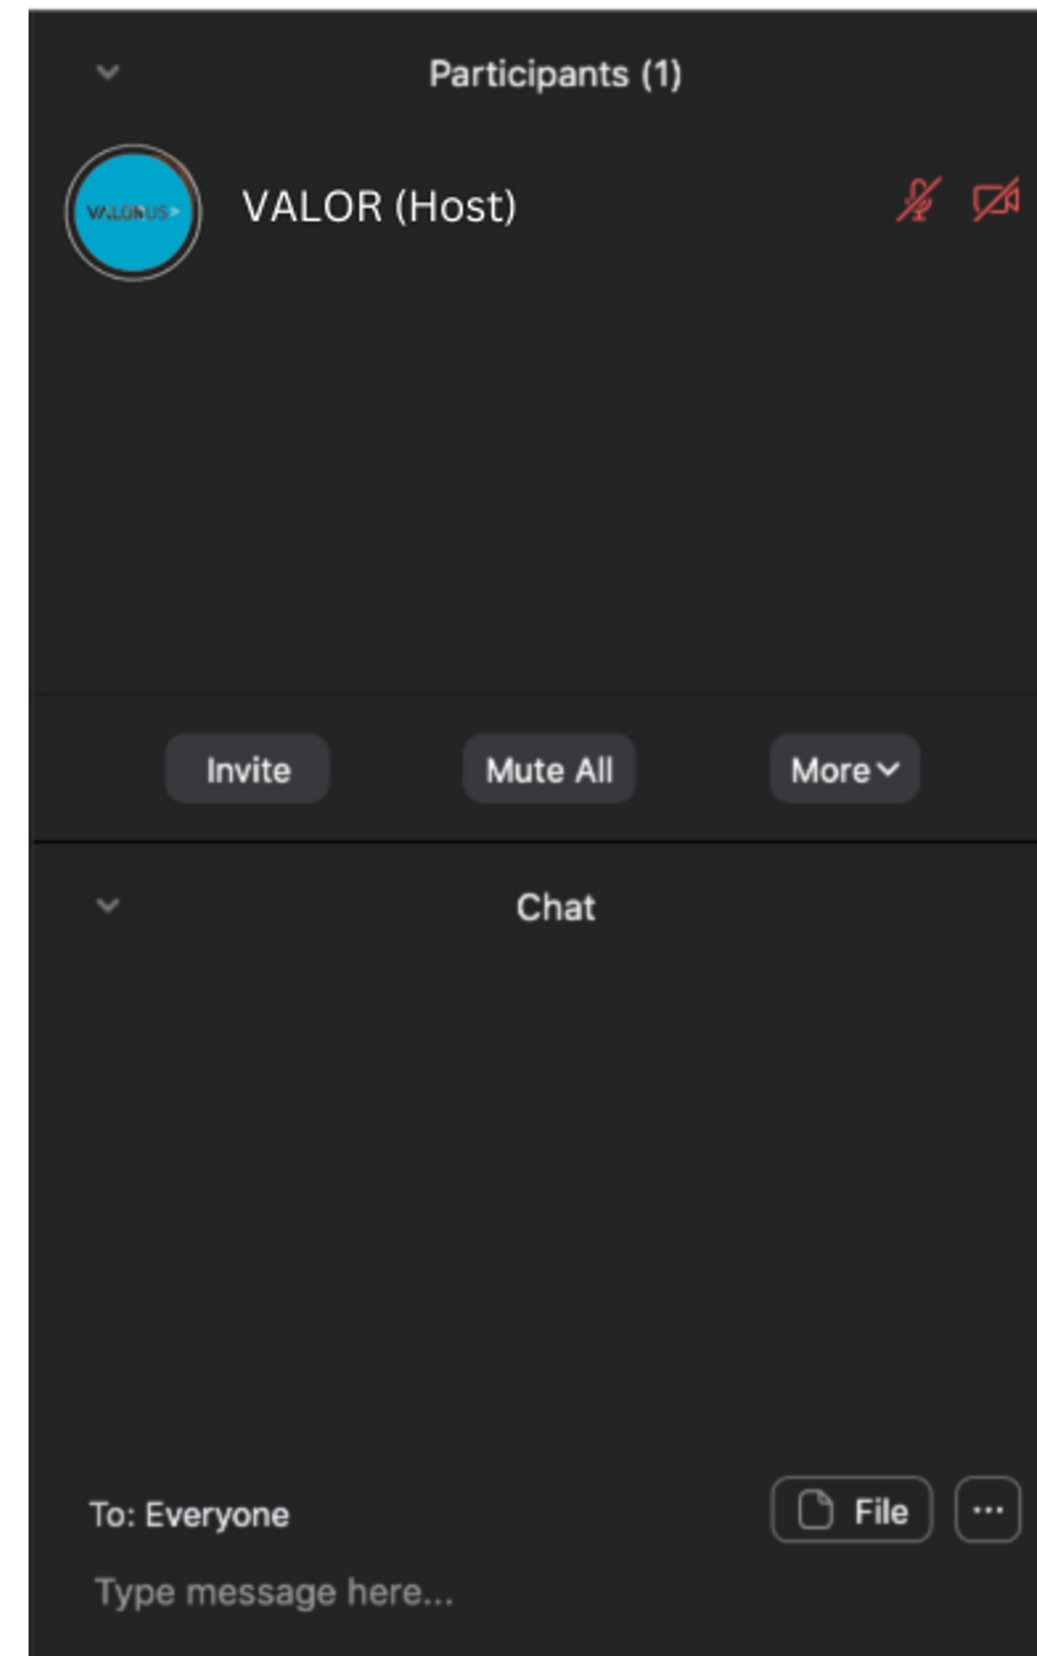 Participants (1)
VALOR (Host)
Invite
Mute All
More
Chat
To: Everyone
File
Type message here...